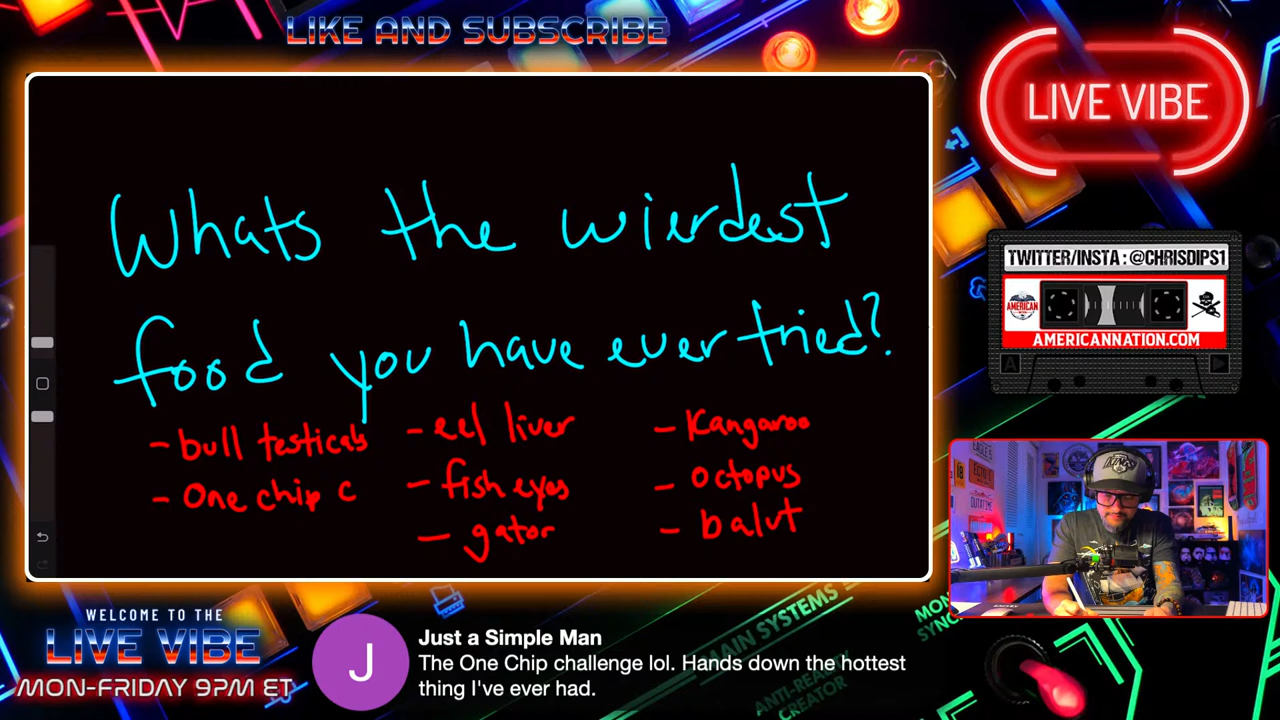 LIKE AND SUBSCRIBE
LIVE VIBE
Whats the wierdest
food you have ever tried?
- bull testicals
- One chip c
- eel liver
- fish eyes
- gator
- Kangaroo
- octopus
- balut
TWITTER/INSTA : @CHRISDIPS1
AMERICAN
AMERICANNATION.COM
A
WELCOME TO THE
LIVE VIBE
MON-FRIDAY 9PM ET
J
Just a Simple Man
The One Chip challenge lol. Hands down the hottest
thing I've ever had.
MAIN SYSTEMS